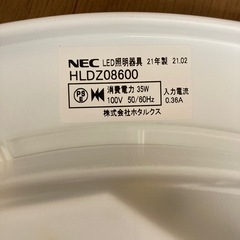 NEC LED照明器具 21年製 21.02
HLDZ08600
PS E 消費電力 35W 入力電流
100V 50/60Hz 0.36A
株式会社ホタルクス